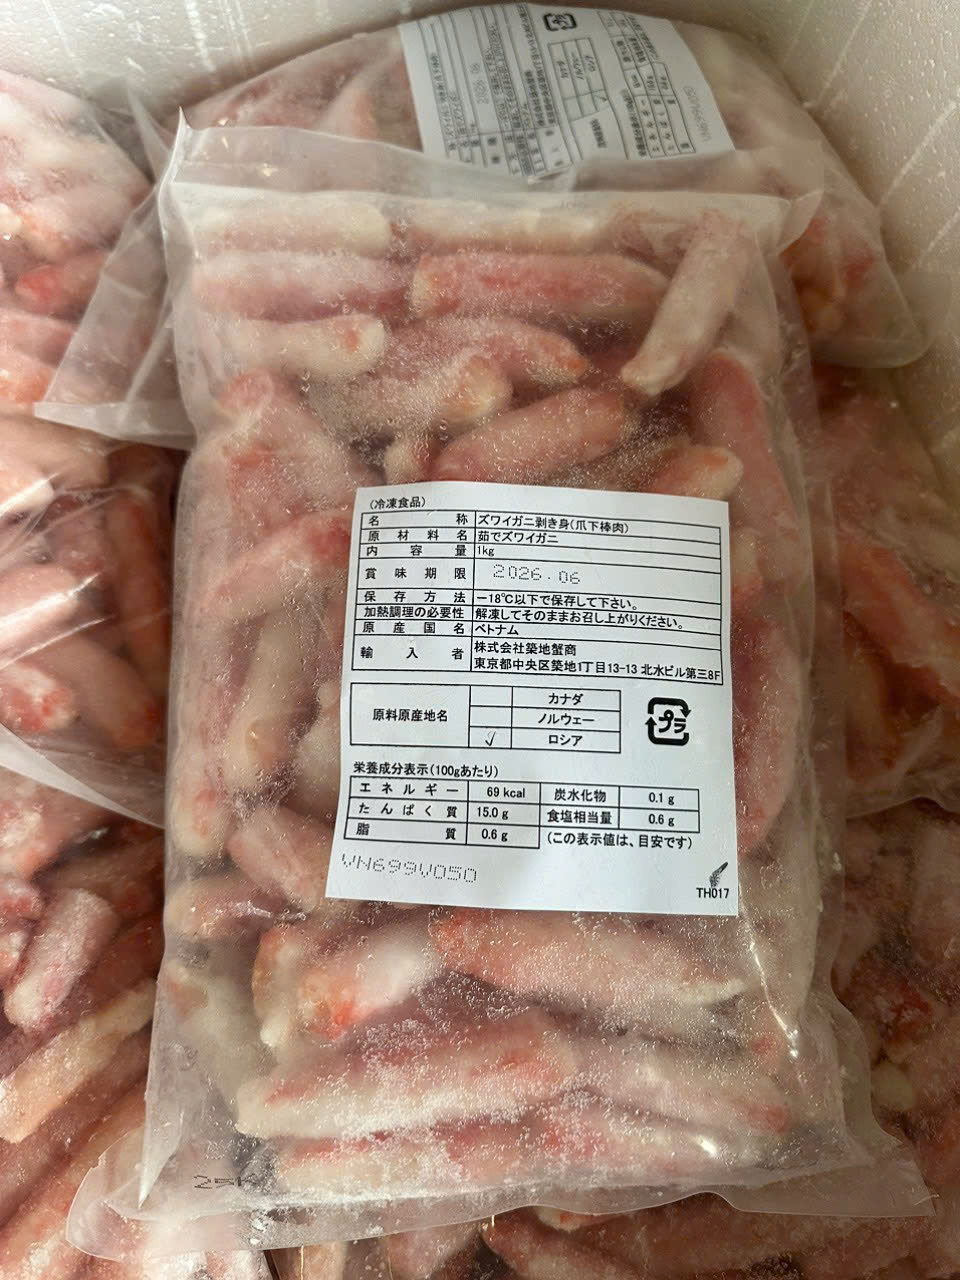 (冷凍食品)
名称 ズワイガニ剥き身(爪下棒肉)
原材料名 茹でズワイガニ
内容量 1kg
賞味期限 2026.06
保存方法 －18℃以下で保存して下さい。
加熱調理の必要性 解凍してそのままお召し上がりください。
原産国名 ベトナム
輸入者 株式会社築地蟹商
東京都中央区築地1丁目13-13 北水ビル第三8F
カナダ
原料原産地名 ノルウェー
✓ ロシア
プラ
栄養成分表示(100gあたり)
エネルギー 69 kcal 炭水化物 0.1 g
たんぱく質 15.0 g 食塩相当量 0.6 g
脂質 0.6 g (この表示値は、目安です)
VN699V050
TH017